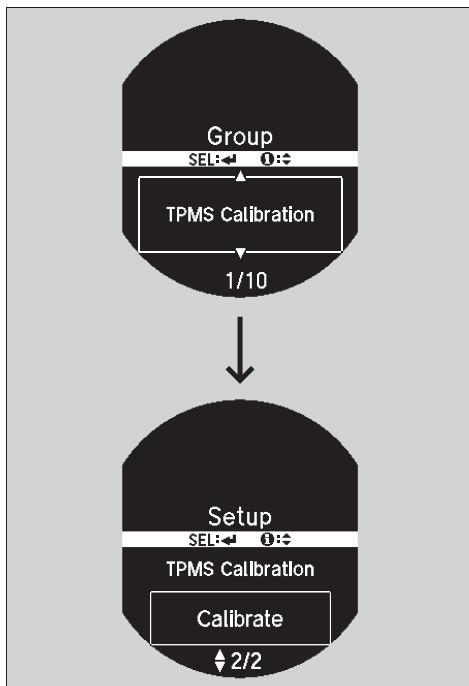 Group
SEL:↵ ℹ:⬍
TPMS Calibration
1/10
Setup
SEL:↵ ℹ:⬍
TPMS Calibration
Calibrate
2/2